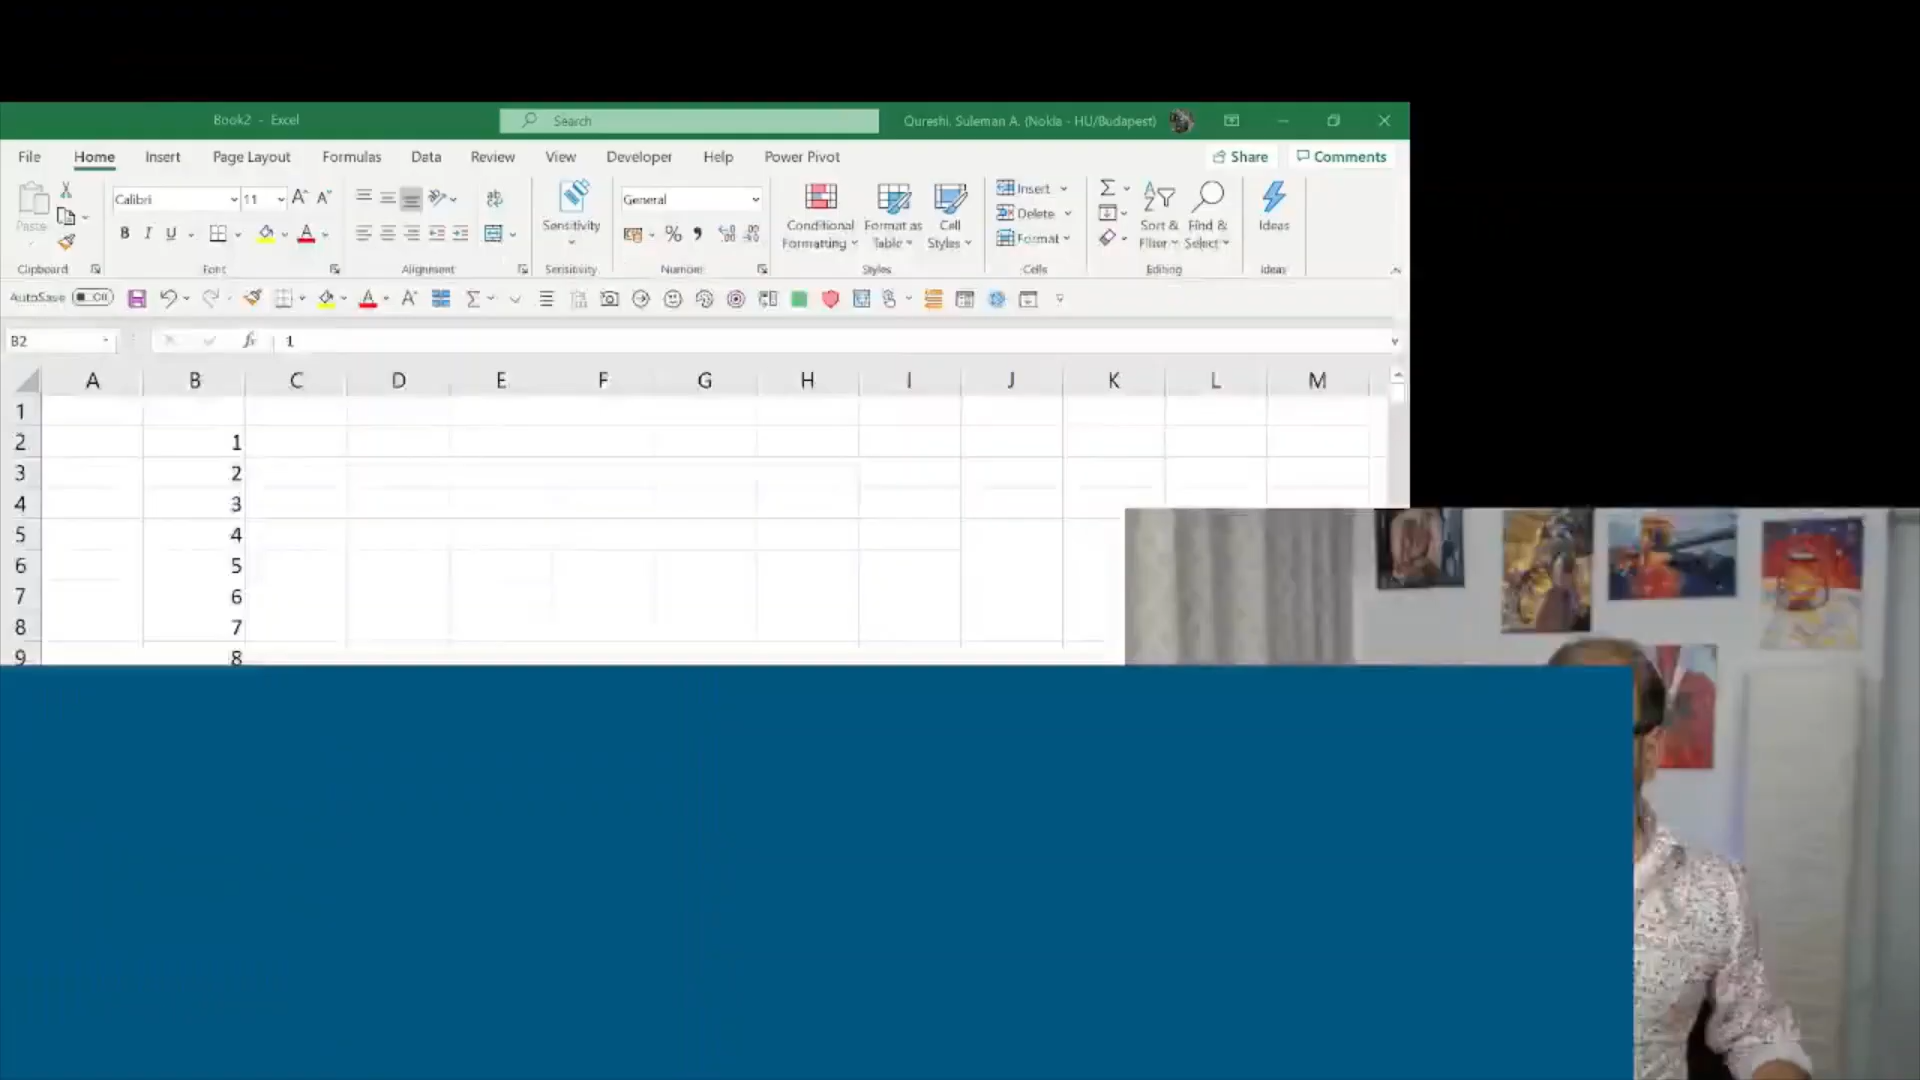 Book2 - Excel
Search
Qureshi, Suleman A. (Nokia - HU/Budapest)
File Home Insert Page Layout Formulas Data Review View Developer Help Power Pivot Share Comments
Calibri 11 General
Paste
B I U
Sensitivity
Conditional Formatting
Format as Table
Cell Styles
Insert
Delete
Format
Sort & Filter
Find & Select
Ideas
Clipboard Font Alignment Sensitivity Number Styles Cells Editing Ideas
AutoSave Off
B2 fx 1
A B C D E F G H I J K L M
1
2 1
3 2
4 3
5 4
6 5
7 6
8 7
9 8